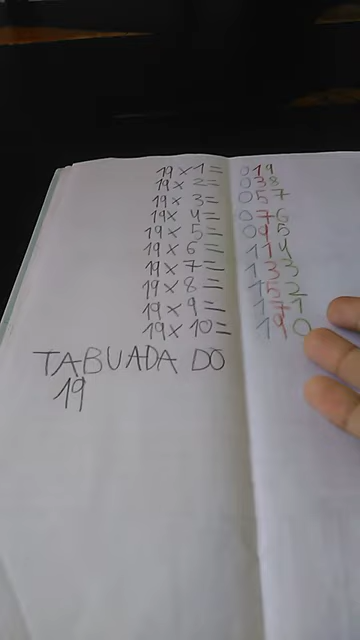 19 x 1 = 019
19 x 2 = 038
19 x 3 = 057
19 x 4 = 076
19 x 5 = 095
19 x 6 = 114
19 x 7 = 133
19 x 8 = 152
19 x 9 = 171
19 x 10 = 190
TABUADA DO
19